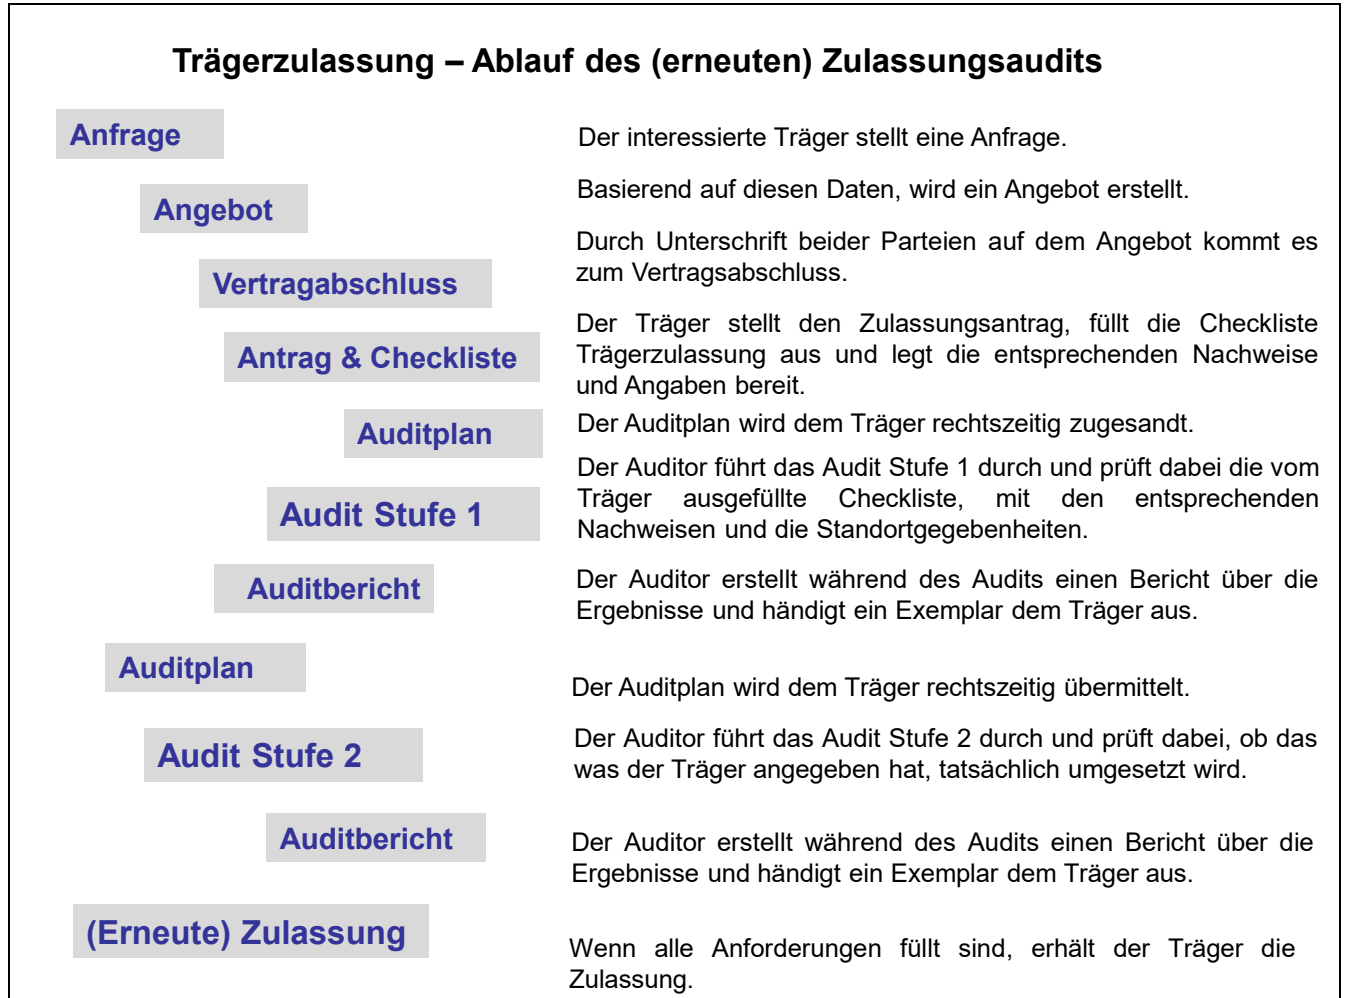 Trägerzulassung – Ablauf des (erneuten) Zulassungsaudits
Anfrage
Der interessierte Träger stellt eine Anfrage.
Angebot
Basierend auf diesen Daten, wird ein Angebot erstellt.
Vertragabschluss
Durch Unterschrift beider Parteien auf dem Angebot kommt es
zum Vertragsabschluss.
Antrag & Checkliste
Der Träger stellt den Zulassungsantrag, füllt die Checkliste
Trägerzulassung aus und legt die entsprechenden Nachweise
und Angaben bereit.
Auditplan
Der Auditplan wird dem Träger rechtszeitig zugesandt.
Audit Stufe 1
Der Auditor führt das Audit Stufe 1 durch und prüft dabei die vom
Träger ausgefüllte Checkliste, mit den entsprechenden
Nachweisen und die Standortgegebenheiten.
Auditbericht
Der Auditor erstellt während des Audits einen Bericht über die
Ergebnisse und händigt ein Exemplar dem Träger aus.
Auditplan
Der Auditplan wird dem Träger rechtszeitig übermittelt.
Audit Stufe 2
Der Auditor führt das Audit Stufe 2 durch und prüft dabei, ob das
was der Träger angegeben hat, tatsächlich umgesetzt wird.
Auditbericht
Der Auditor erstellt während des Audits einen Bericht über die
Ergebnisse und händigt ein Exemplar dem Träger aus.
(Erneute) Zulassung
Wenn alle Anforderungen füllt sind, erhält der Träger die
Zulassung.